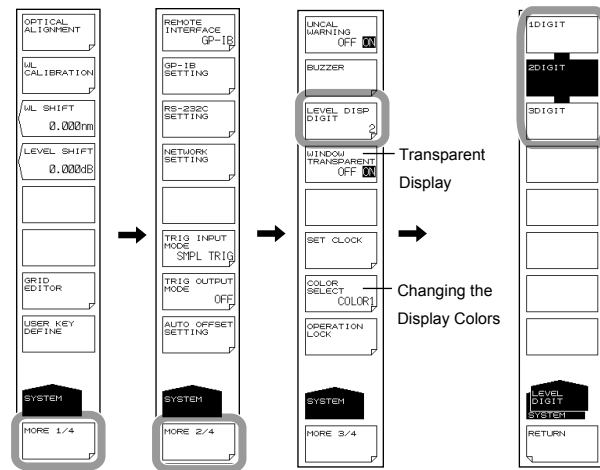 OPTICAL
ALIGNMENT
WL
CALIBRATION
WL SHIFT
0.000nm
LEVEL SHIFT
0.000dB
GRID
EDITOR
USER KEY
DEFINE
SYSTEM
MORE 1/4
REMOTE
INTERFACE
GP-IB
GP-IB
SETTING
RS-232C
SETTING
NETWORK
SETTING
TRIG INPUT
MODE
SMPL TRIG
TRIG OUTPUT
MODE
OFF
AUTO OFFSET
SETTING
SYSTEM
MORE 2/4
UNCAL
WARNING
OFF ON
BUZZER
LEVEL DISP
DIGIT
2
WINDOW
TRANSPARENT
OFF ON
SET CLOCK
COLOR
SELECT
COLOR1
OPERATION
LOCK
SYSTEM
MORE 3/4
Transparent
Display
Changing the
Display Colors
1DIGIT
2DIGIT
3DIGIT
LEVEL
DIGIT
SYSTEM
RETURN